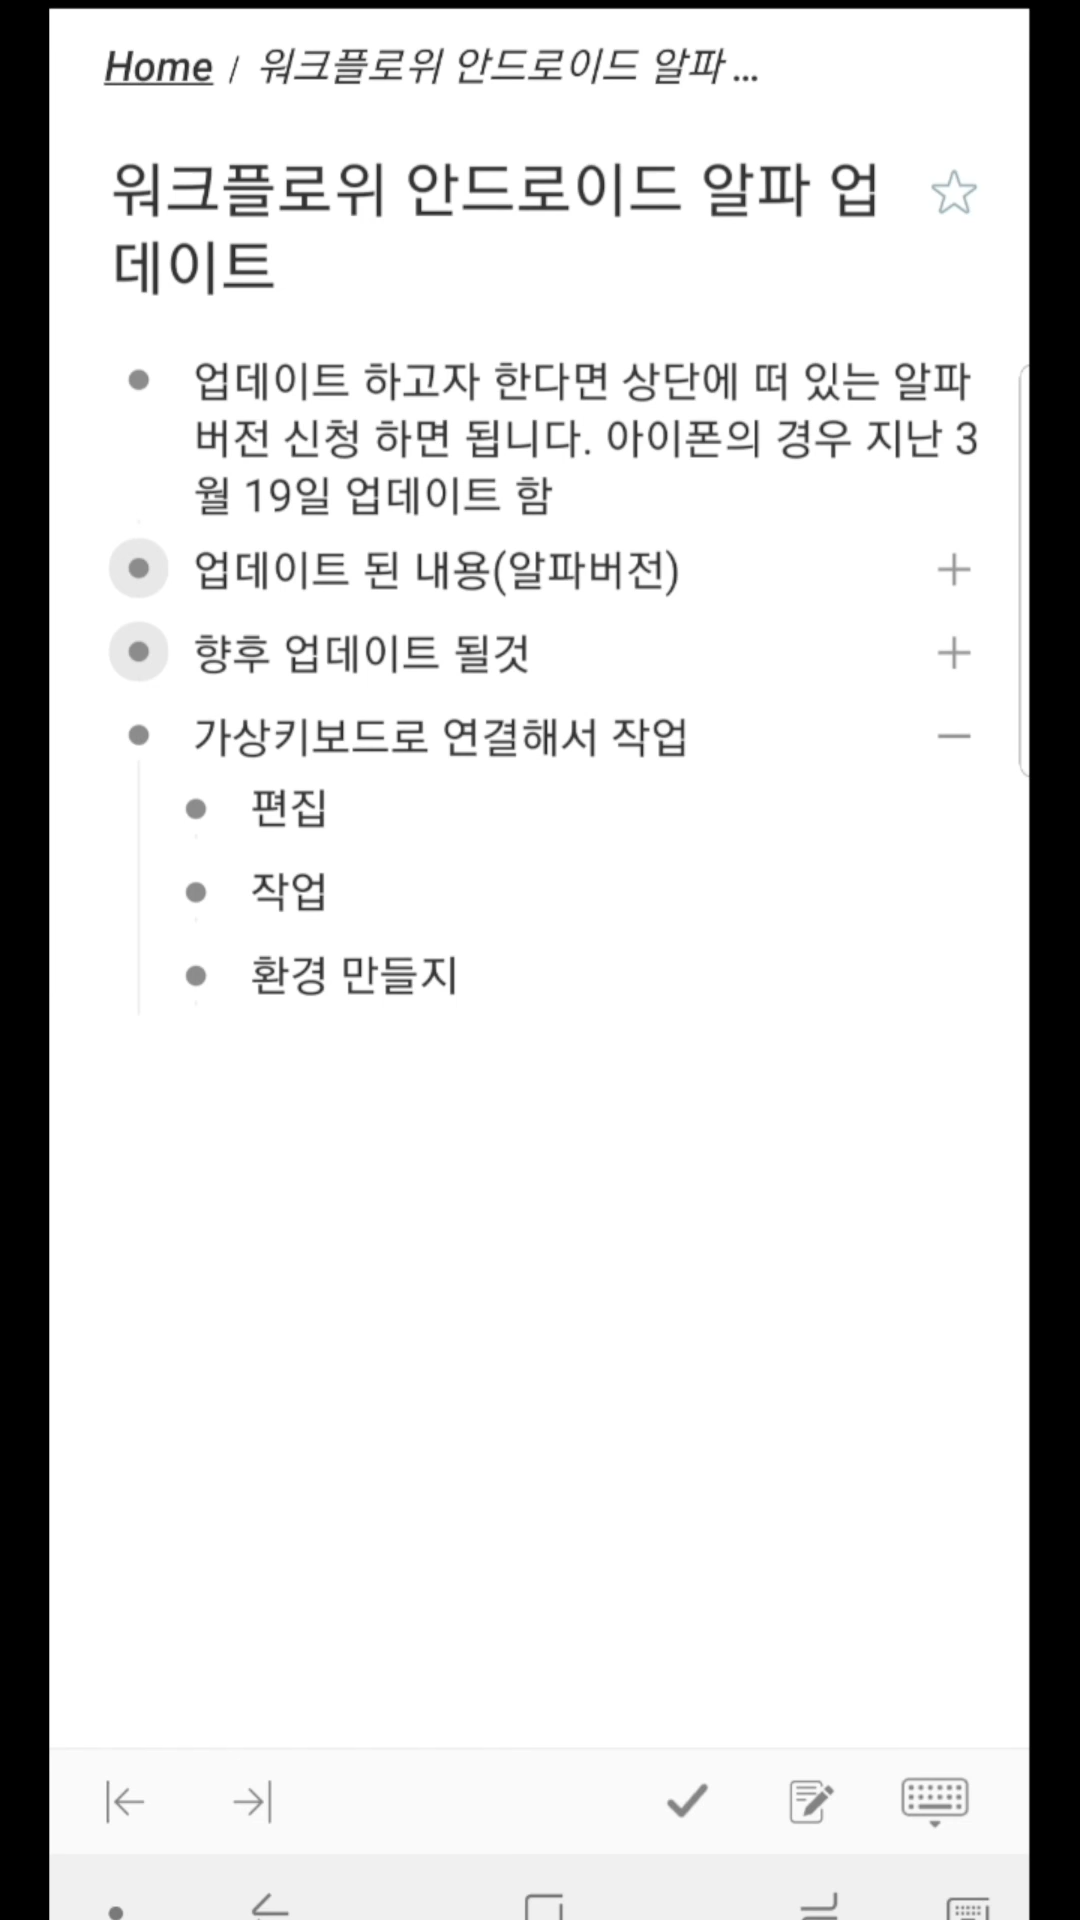 Home / 워크플로위 안드로이드 알파 ...
워크플로위 안드로이드 알파 업
데이트
업데이트 하고자 한다면 상단에 떠 있는 알파
버전 신청 하면 됩니다. 아이폰의 경우 지난 3
월 19일 업데이트 함
업데이트 된 내용(알파버전)
향후 업데이트 될것
가상키보드로 연결해서 작업
편집
작업
환경 만들지